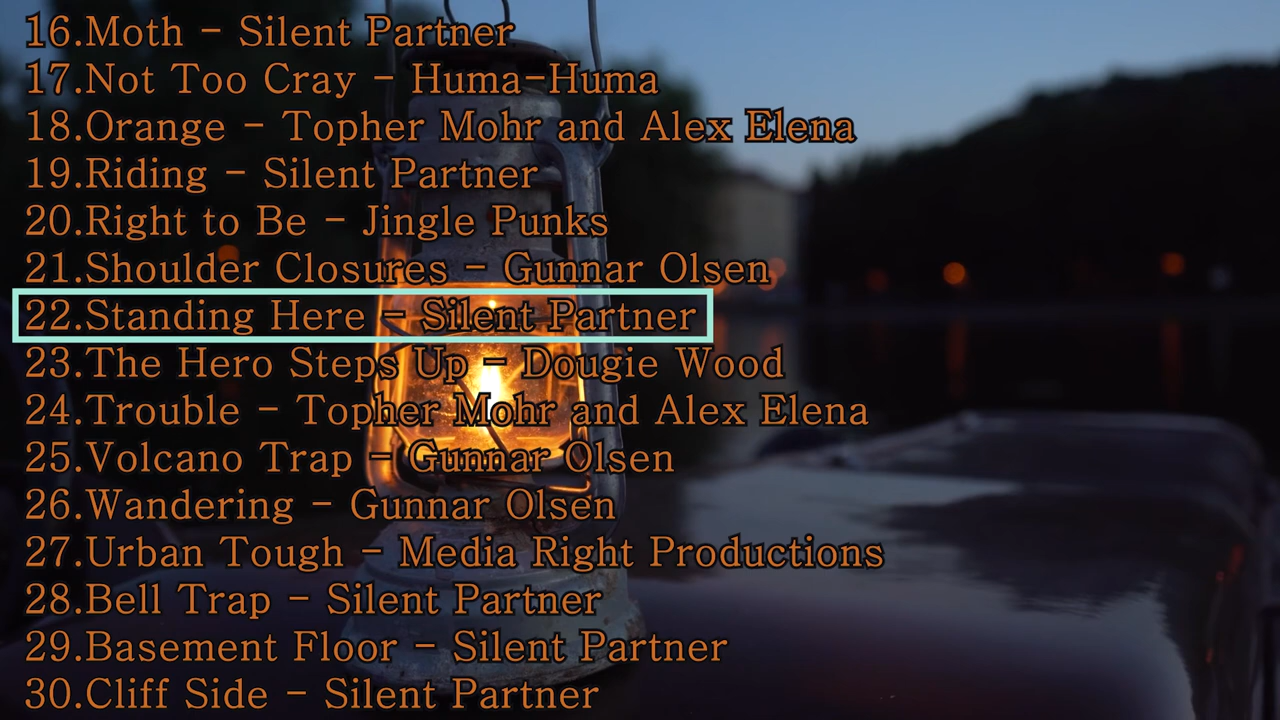 16.Moth - Silent Partner
17.Not Too Cray - Huma-Huma
18.Orange - Topher Mohr and Alex Elena
19.Riding - Silent Partner
20.Right to Be - Jingle Punks
21.Shoulder Closures - Gunnar Olsen
22.Standing Here - Silent Partner
23.The Hero Steps Up - Dougie Wood
24.Trouble - Topher Mohr and Alex Elena
25.Volcano Trap - Gunnar Olsen
26.Wandering - Gunnar Olsen
27.Urban Tough - Media Right Productions
28.Bell Trap - Silent Partner
29.Basement Floor - Silent Partner
30.Cliff Side - Silent Partner